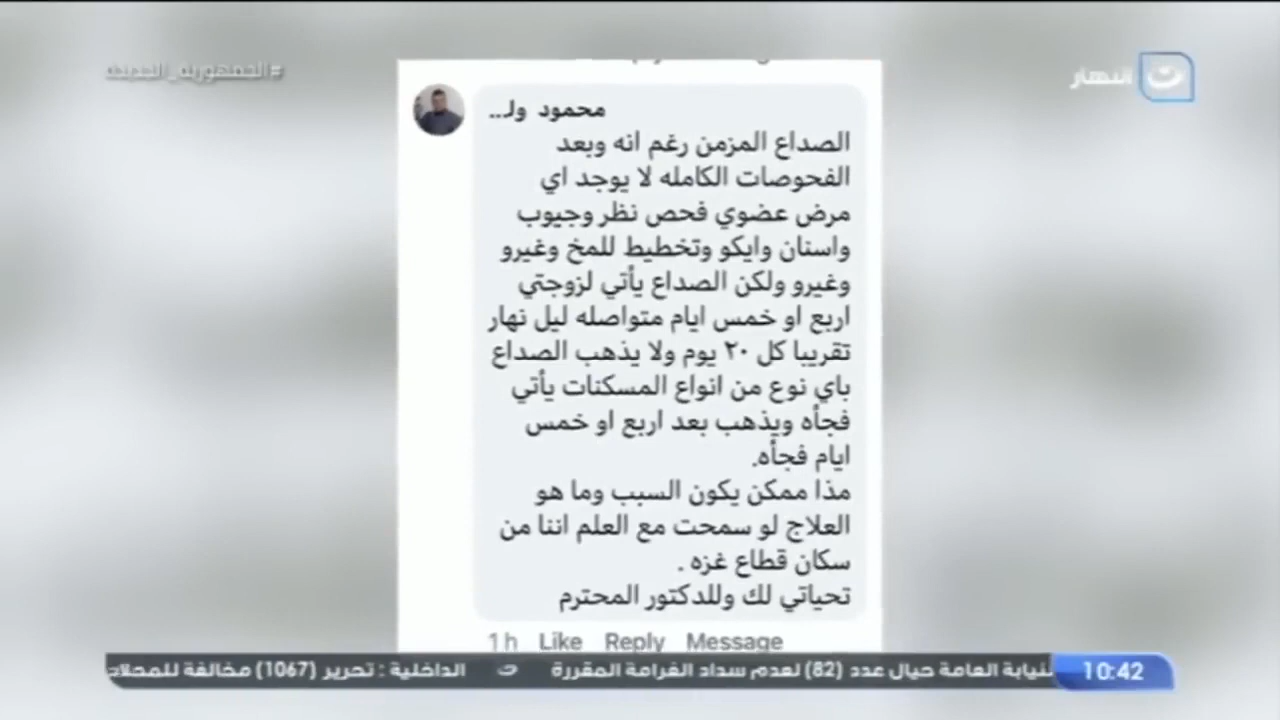 #الجمهورية_الجديدة
النهار
محمود ولـ...
الصداع المزمن رغم انه وبعد
الفحوصات الكامله لا يوجد اي
مرض عضوي فحص نظر وجيوب
واسنان وايكو وتخطيط للمخ وغيرو
وغيرو ولكن الصداع يأتي لزوجتي
اربع او خمس ايام متواصله ليل نهار
تقريبا كل ٢٠ يوم ولا يذهب الصداع
باي نوع من انواع المسكنات يأتي
فجأه ويذهب بعد اربع او خمس
ايام فجأه.
مذا ممكن يكون السبب وما هو
العلاج لو سمحت مع العلم اننا من
سكان قطاع غزه .
تحياتي لك وللدكتور المحترم
1 h Like Reply Message
لنيابة العامة حيال عدد (82) لعدم سداد الغرامة المقررة الداخلية : تحرير (1067) مخالفة للمحلات
10:42